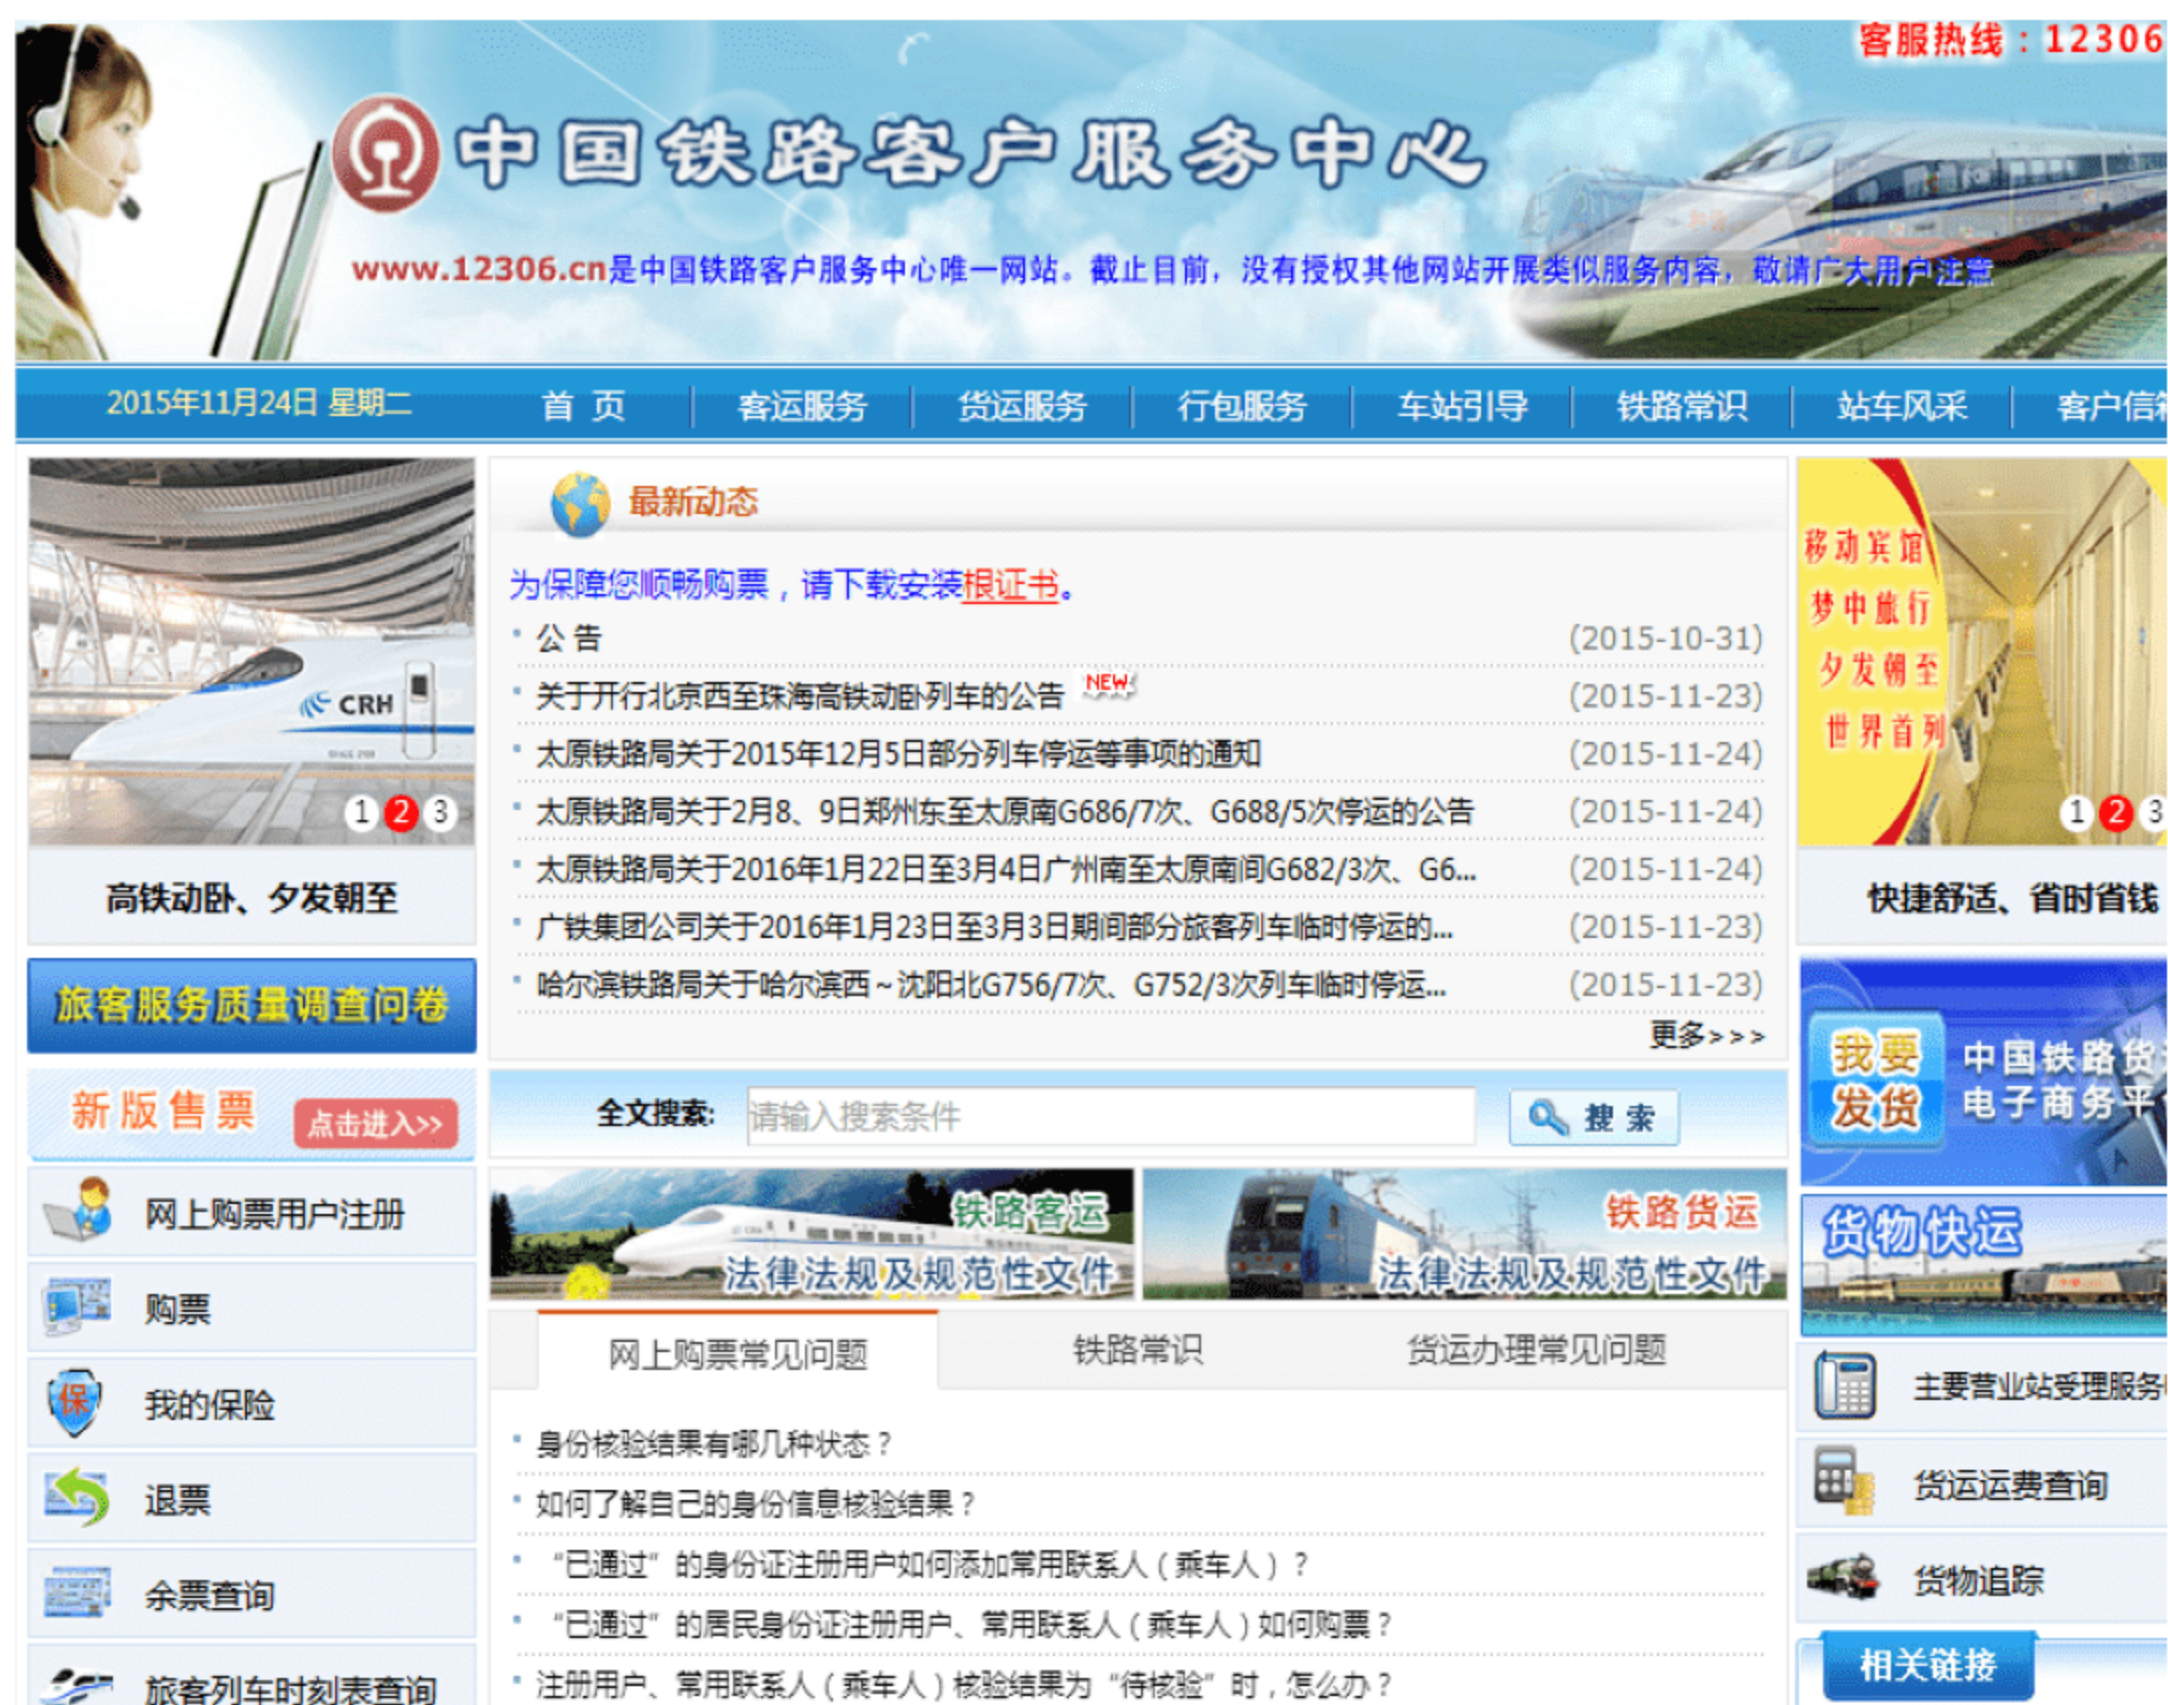 客服热线：12306
中国铁路客户服务中心
www.12306.cn是中国铁路客户服务中心唯一网站。截止目前，没有授权其他网站开展类似服务内容，敬请广大用户注意
2015年11月24日 星期二
首 页
客运服务
货运服务
行包服务
车站引导
铁路常识
站车风采
客户信
CRH
1 2 3
高铁动卧、夕发朝至
旅客服务质量调查问卷
新版售票
点击进入>>
网上购票用户注册
购票
保
我的保险
退票
余票查询
旅客列车时刻表查询
最新动态
为保障您顺畅购票，请下载安装根证书。
公 告 (2015-10-31)
关于开行北京西至珠海高铁动卧列车的公告 NEW (2015-11-23)
太原铁路局关于2015年12月5日部分列车停运等事项的通知 (2015-11-24)
太原铁路局关于2月8、9日郑州东至太原南G686/7次、G688/5次停运的公告 (2015-11-24)
太原铁路局关于2016年1月22日至3月4日广州南至太原南间G682/3次、G6... (2015-11-24)
广铁集团公司关于2016年1月23日至3月3日期间部分旅客列车临时停运的... (2015-11-23)
哈尔滨铁路局关于哈尔滨西～沈阳北G756/7次、G752/3次列车临时停运... (2015-11-23)
更多>>>
全文搜索:
请输入搜索条件
搜 索
铁路客运
法律法规及规范性文件
铁路货运
法律法规及规范性文件
网上购票常见问题
铁路常识
货运办理常见问题
身份核验结果有哪几种状态？
如何了解自己的身份信息核验结果？
“已通过”的身份证注册用户如何添加常用联系人（乘车人）？
“已通过”的居民身份证注册用户、常用联系人（乘车人）如何购票？
注册用户、常用联系人（乘车人）核验结果为“待核验”时，怎么办？
移动宾馆
梦中旅行
夕发朝至
世界首列
1 2 3
快捷舒适、省时省钱
我要
发货
中国铁路货
电子商务平
货物快运
主要营业站受理服务
货运运费查询
货物追踪
相关链接